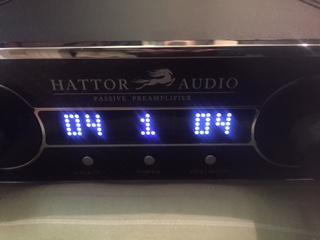 HATTOR AUDIO
PASSIVE PREAMPLIFIER
04 1 04